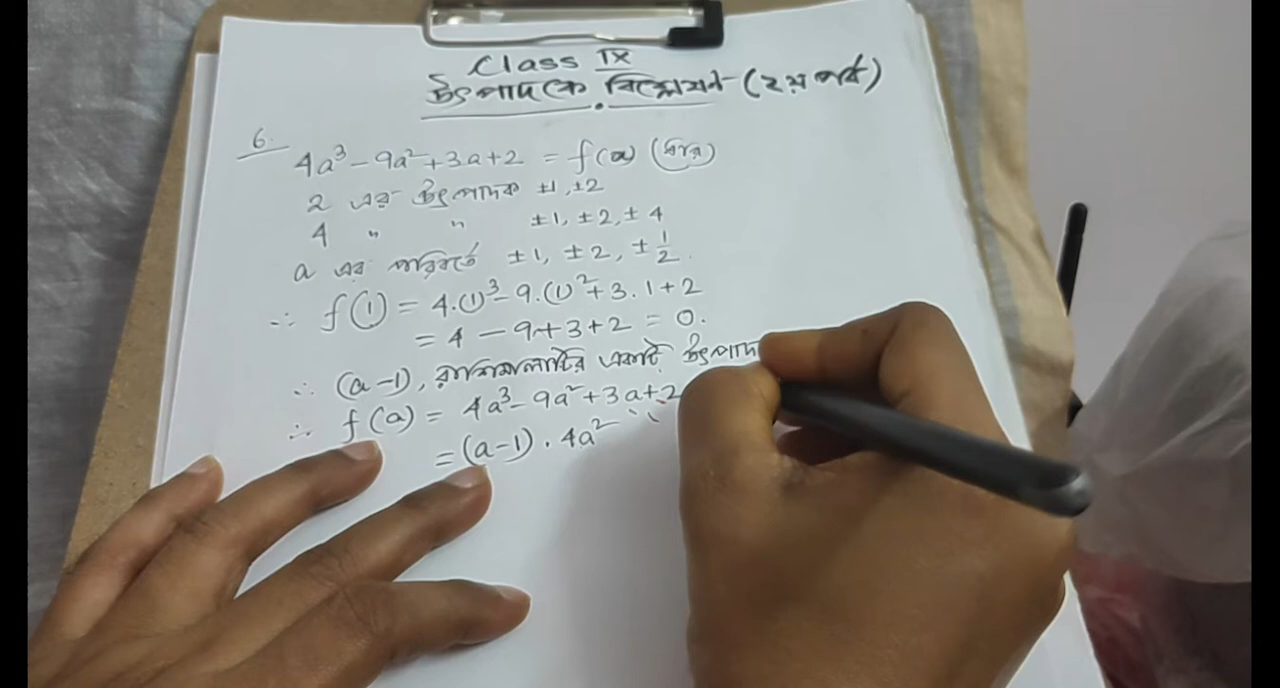 Class IX
উৎপাদকে বিশ্লেষণ-(২য় পর্ব)
6. 4a³ - 9a² + 3a + 2 = f(a) (ধরি)
2 এর উৎপাদক ±1, ±2
4 " " ±1, ±2, ± 4
a এর পরিবর্তে ±1, ±2, ± 1/2.
∴ f(1) = 4.(1)³ - 9.(1)² + 3.1 + 2
= 4 - 9 + 3 + 2 = 0.
∴ (a-1), রাশিমালাটির একটি উৎপাদ
∴ f(a) = 4a³ - 9a² + 3a + 2
= (a-1) . 4a²